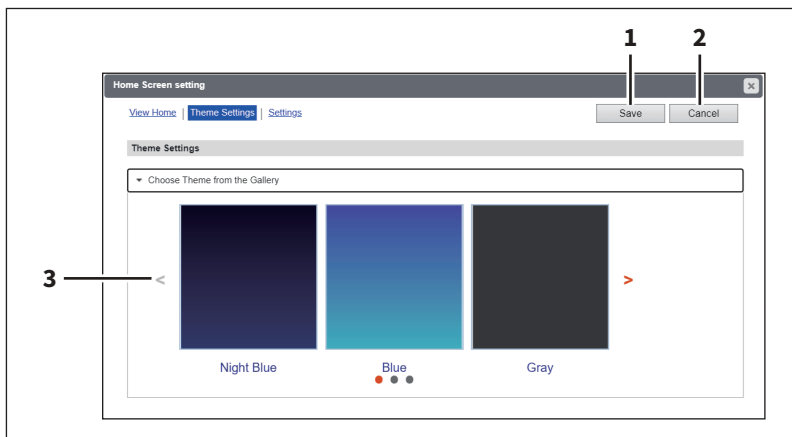 1 2
Home Screen setting ×
View Home | Theme Settings | Settings Save Cancel
Theme Settings
Choose Theme from the Gallery
3 < >
Night Blue Blue Gray